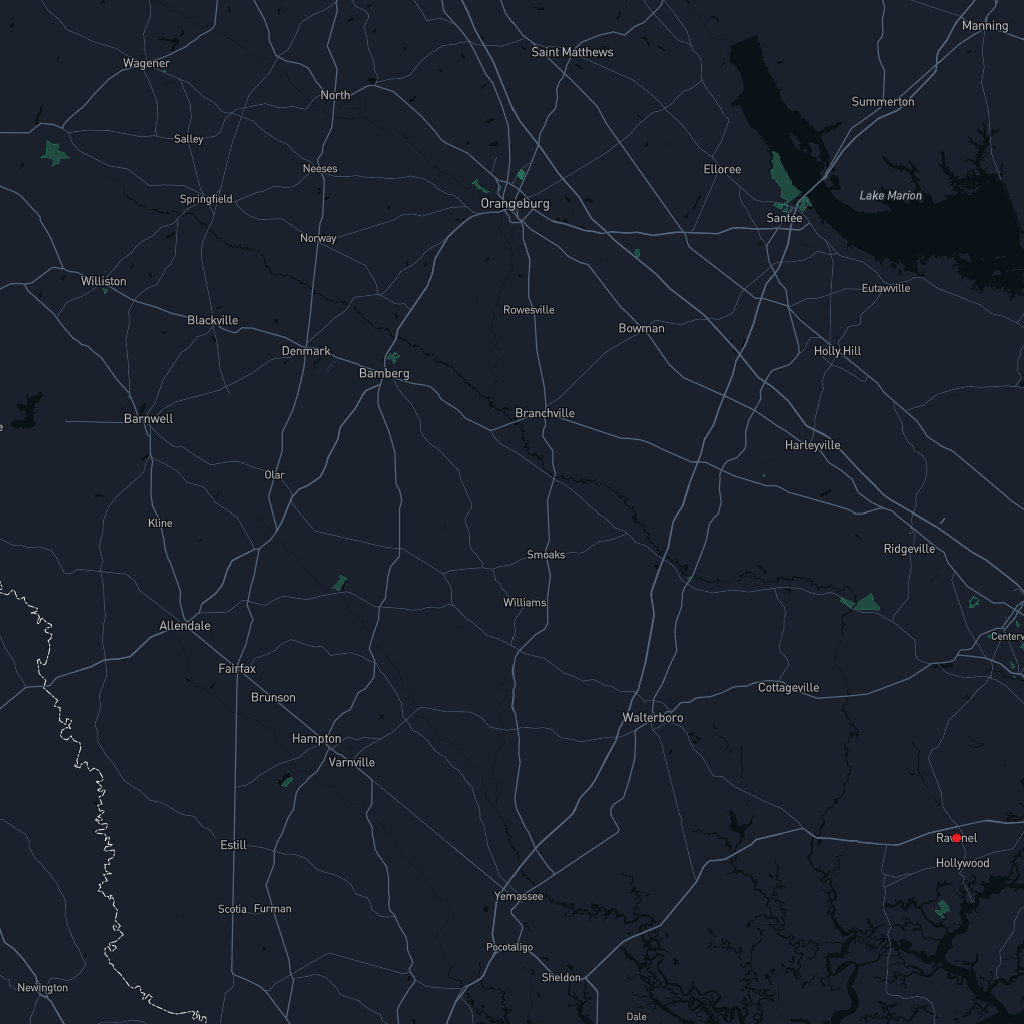 Manning
Saint Matthews
Wagener
North
Summerton
Salley
Neeses
Elloree
Lake Marion
Springfield
Orangeburg
Santee
Norway
Williston
Eutawville
Rowesville
Blackville
Bowman
Denmark
Holly Hill
Bamberg
Branchville
Barnwell
e
Harleyville
Olar
Kline
Ridgeville
Smoaks
Williams
Allendale
Centerv
Fairfax
Cottageville
Brunson
Walterboro
Hampton
Varnville
Ravenel
Estill
Hollywood
Yemassee
Scotia
Furman
Pocotaligo
Sheldon
Newington
Dale